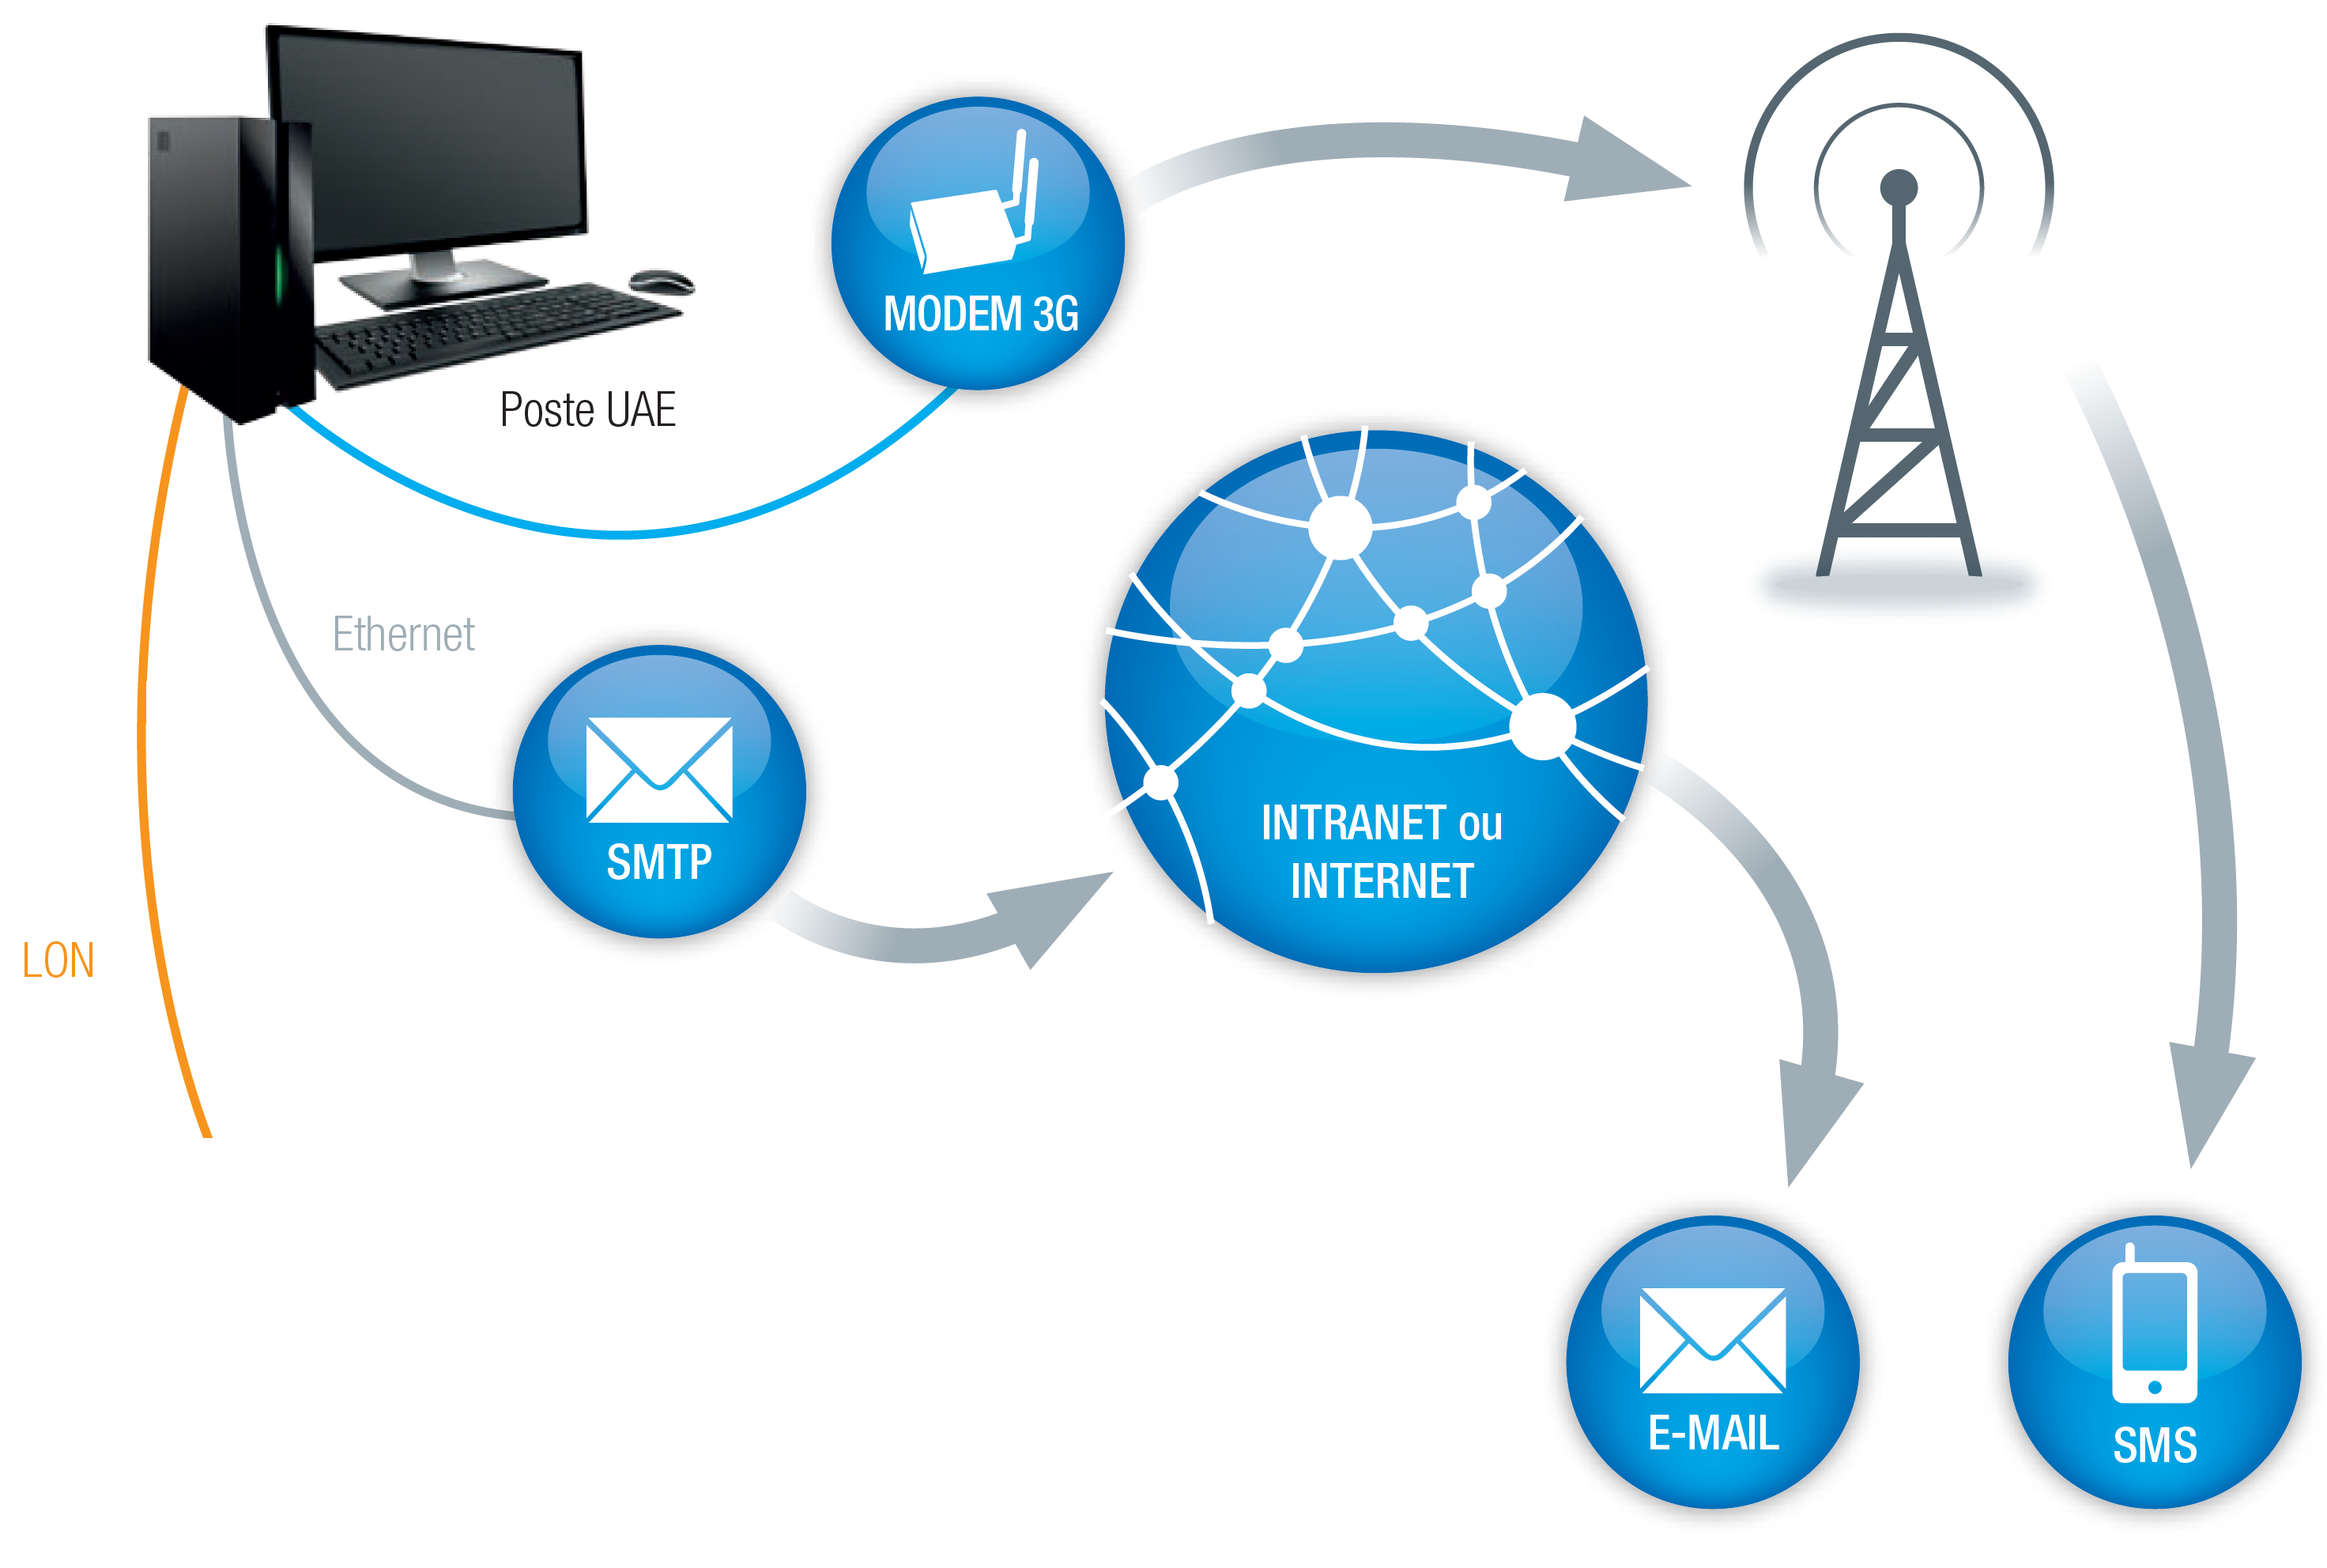 MODEM 3G
Poste UAE
Ethernet
SMTP
INTRANET ou
INTERNET
LON
E-MAIL
SMS